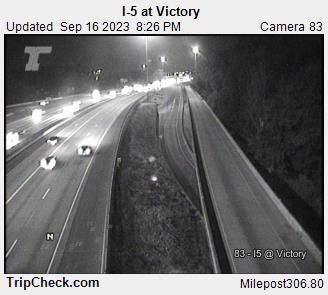 I-5 at Victory
Updated Sep 16 2023 8:26 PM Camera 83
T
N
83 - I5 @ Victory
TripCheck.com Milepost306.80